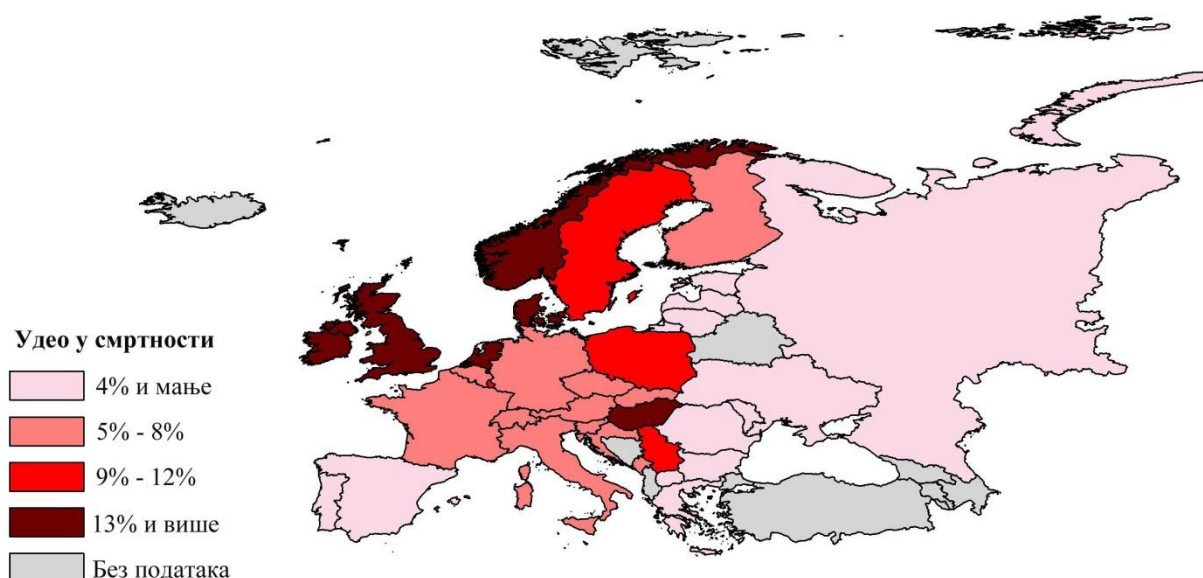 Удео у смртности
4% и мање
5% - 8%
9% - 12%
13% и више
Без података